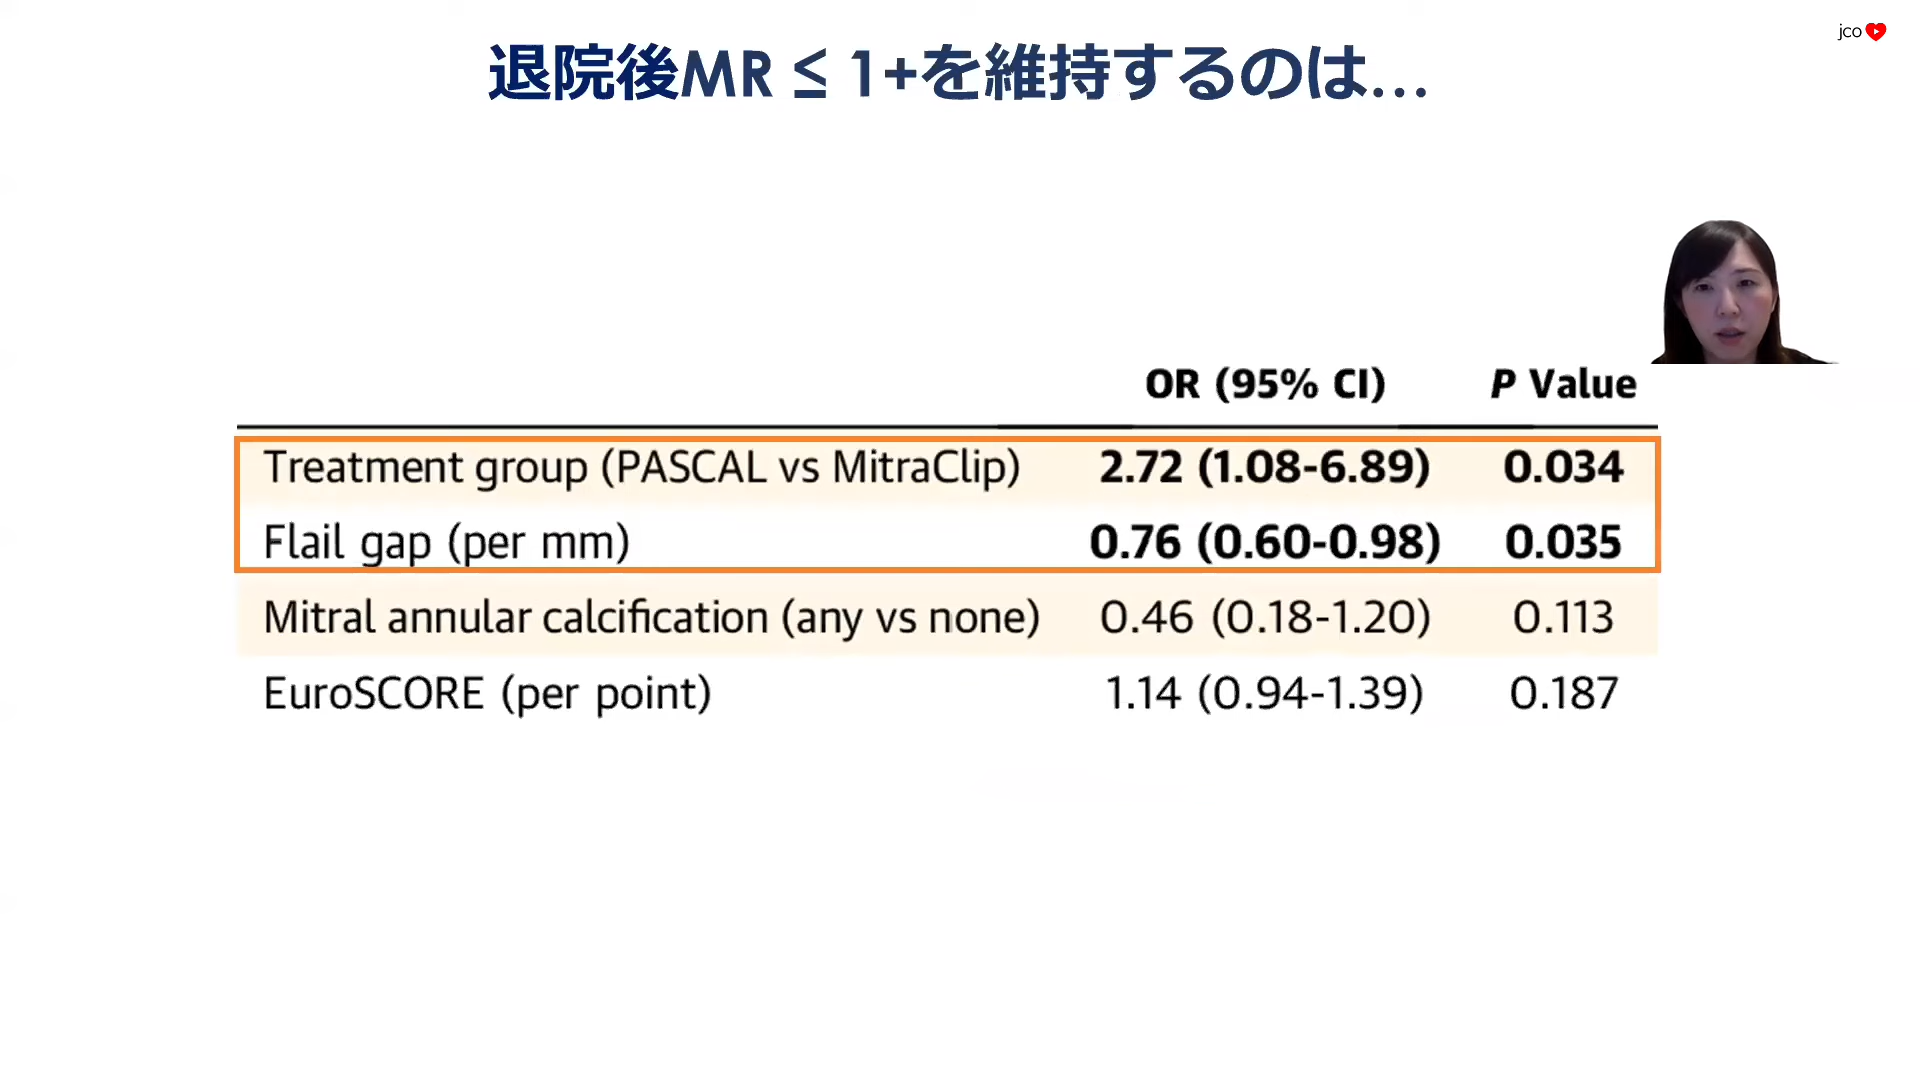 jco
退院後MR ≤ 1+を維持するのは…
OR (95% CI) P Value
Treatment group (PASCAL vs MitraClip) 2.72 (1.08-6.89) 0.034
Flail gap (per mm) 0.76 (0.60-0.98) 0.035
Mitral annular calcification (any vs none) 0.46 (0.18-1.20) 0.113
EuroSCORE (per point) 1.14 (0.94-1.39) 0.187